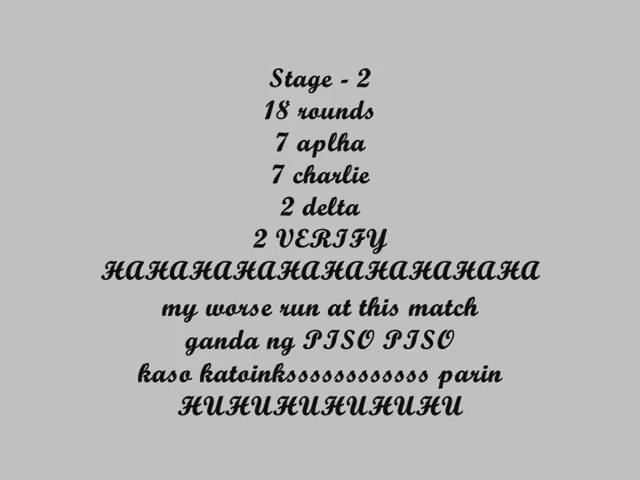 Stage - 2
18 rounds
7 aplha
7 charlie
2 delta
2 VERIFY
HAHAHAHAHAHAHAHAHAHAHA
my worse run at this match
ganda ng PISO PISO
kaso katoinkssssssssssss parin
HUHUHUHUHUHU